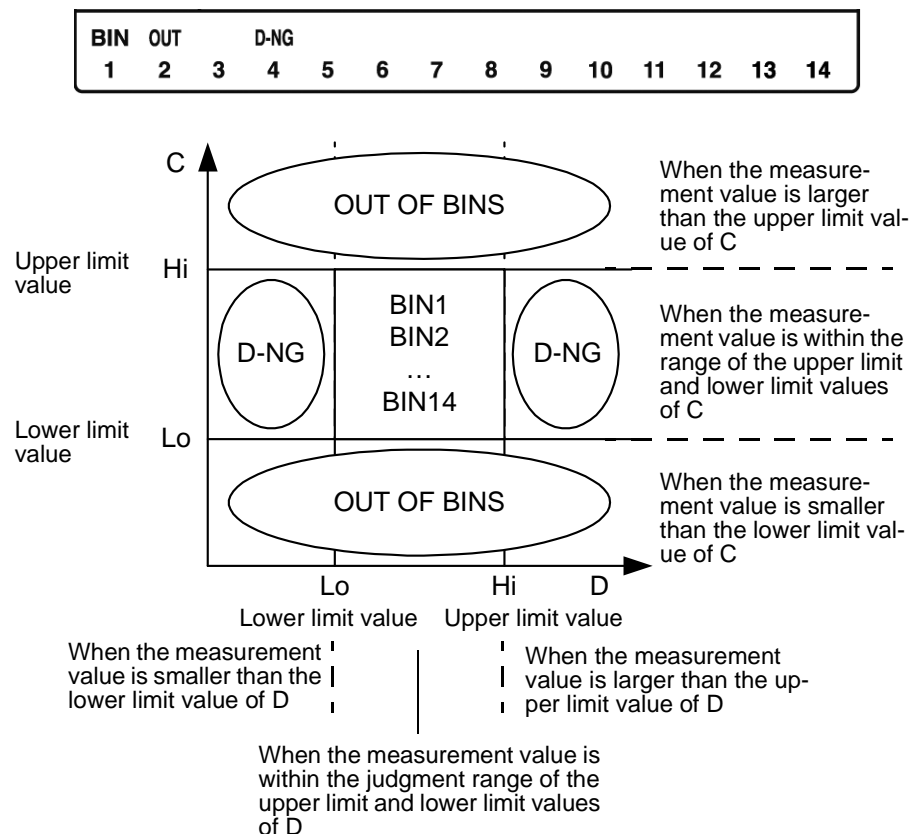 BIN OUT D-NG
1 2 3 4 5 6 7 8 9 10 11 12 13 14
C
OUT OF BINS
When the measure-
ment value is larger
than the upper limit val-
ue of C
Upper limit
value
Hi
D-NG
BIN1
BIN2
...
BIN14
D-NG
When the measure-
ment value is within the
range of the upper limit
and lower limit values
of C
Lower limit
value
Lo
OUT OF BINS
When the measure-
ment value is smaller
than the lower limit val-
ue of C
Lo Hi D
Lower limit value Upper limit value
When the measurement
value is smaller than the
lower limit value of D
When the measurement
value is larger than the up-
per limit value of D
When the measurement value is
within the judgment range of the
upper limit and lower limit values
of D